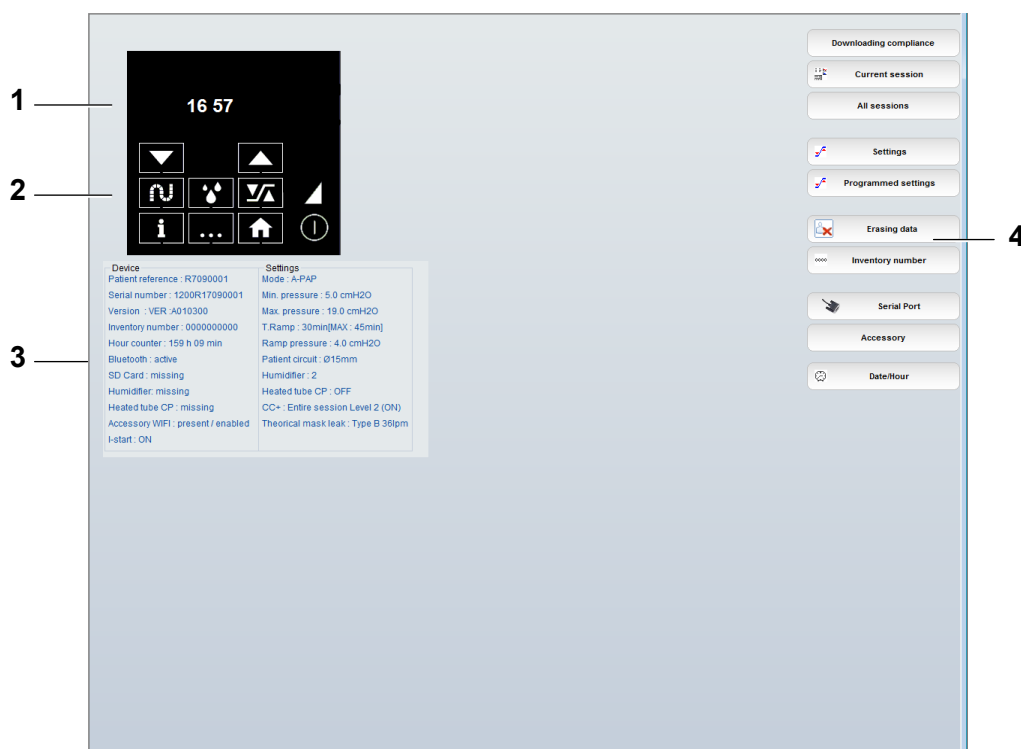 1
16 57
2
i
...
Device
Patient reference : R7090001
Serial number : 1200R17090001
Version : VER :A010300
Inventory number : 0000000000
Hour counter : 159 h 09 min
Bluetooth : active
SD Card : missing
Humidifier: missing
Heated tube CP : missing
Accessory WIFI : present / enabled
I-start : ON
Settings
Mode : A-PAP
Min. pressure : 5.0 cmH2O
Max. pressure : 19.0 cmH2O
T.Ramp : 30min[MAX : 45min]
Ramp pressure : 4.0 cmH2O
Patient circuit : Ø15mm
Humidifier : 2
Heated tube CP : OFF
CC+ : Entire session Level 2 (ON)
Theorical mask leak : Type B 36lpm
3
Downloading compliance
Current session
All sessions
Settings
Programmed settings
Erasing data
4
Inventory number
Serial Port
Accessory
Date/Hour